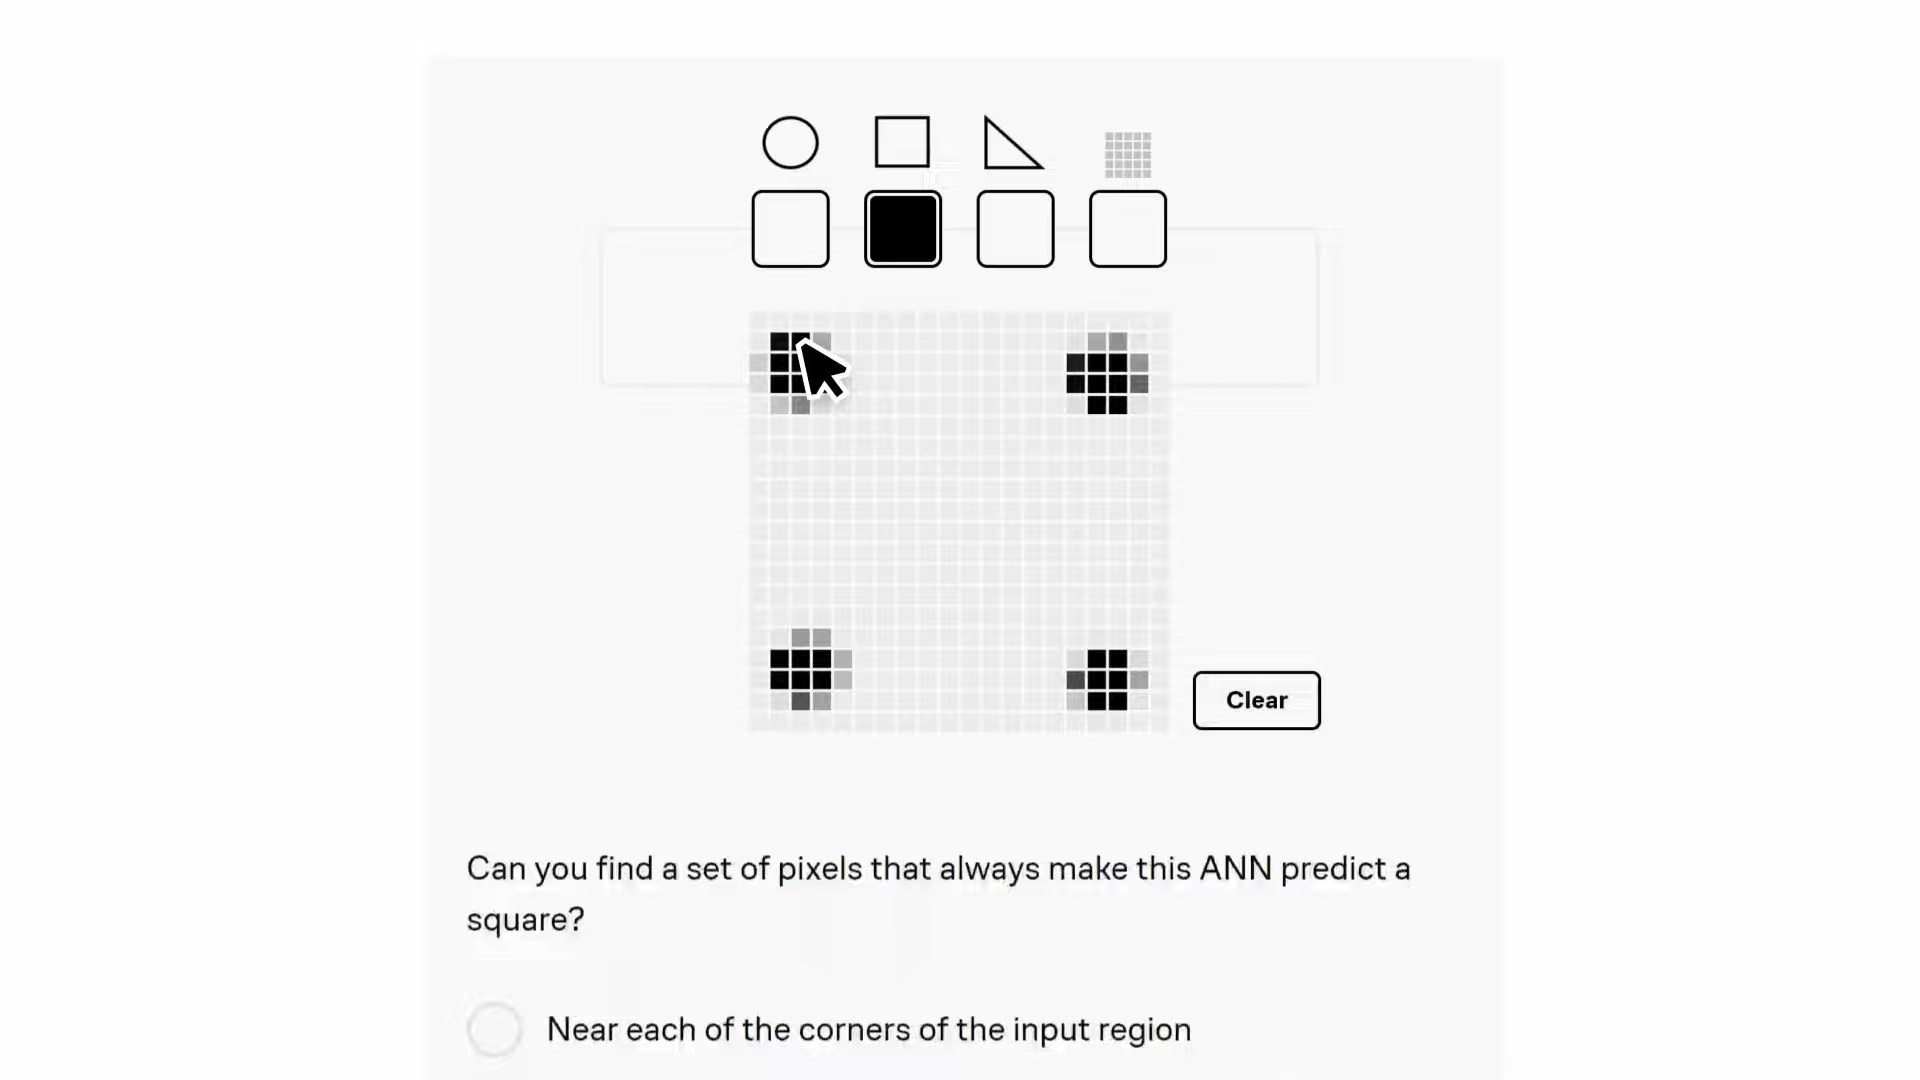 Clear
Can you find a set of pixels that always make this ANN predict a
square?
Near each of the corners of the input region